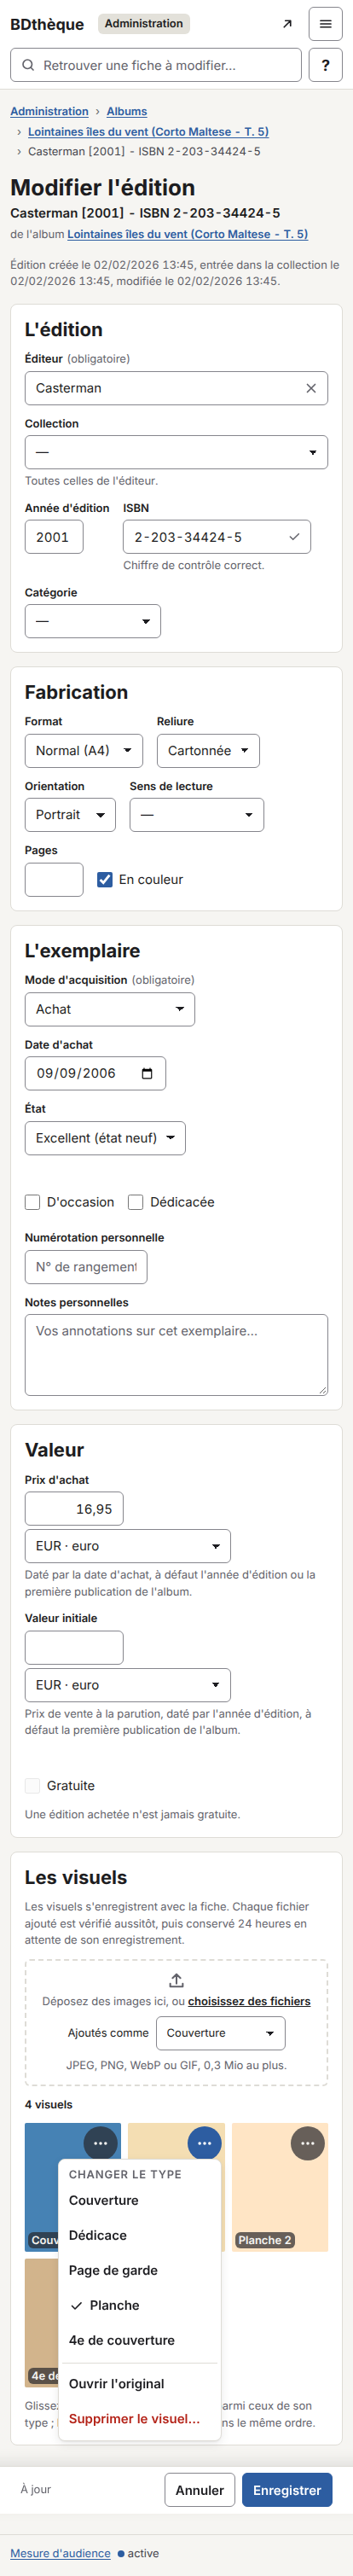 BDthèque Administration
Retrouver une fiche à modifier... ?
Administration › Albums
› Lointaines îles du vent (Corto Maltese - T. 5)
› Casterman [2001] - ISBN 2-203-34424-5
Modifier l'édition
Casterman [2001] - ISBN 2-203-34424-5
de l'album Lointaines îles du vent (Corto Maltese - T. 5)
Édition créée le 02/02/2026 13:45, entrée dans la collection le
02/02/2026 13:45, modifiée le 02/02/2026 13:45.
L'édition
Éditeur (obligatoire)
Casterman
Collection
—
Toutes celles de l'éditeur.
Année d'édition ISBN
2001 2-203-34424-5
Chiffre de contrôle correct.
Catégorie
—
Fabrication
Format Reliure
Normal (A4) Cartonnée
Orientation Sens de lecture
Portrait —
Pages
En couleur
L'exemplaire
Mode d'acquisition (obligatoire)
Achat
Date d'achat
09/09/2006
État
Excellent (état neuf)
D'occasion Dédicacée
Numérotation personnelle
N° de rangement
Notes personnelles
Vos annotations sur cet exemplaire...
Valeur
Prix d'achat
16,95
EUR · euro
Daté par la date d'achat, à défaut l'année d'édition ou la
première publication de l'album.
Valeur initiale
EUR · euro
Prix de vente à la parution, daté par l'année d'édition, à
défaut la première publication de l'album.
Gratuite
Une édition achetée n'est jamais gratuite.
Les visuels
Les visuels s'enregistrent avec la fiche. Chaque fichier
ajouté est vérifié aussitôt, puis conservé 24 heures en
attente de son enregistrement.
Déposez des images ici, ou choisissez des fichiers
Ajoutés comme Couverture
JPEG, PNG, WebP ou GIF, 0,3 Mio au plus.
4 visuels
CHANGER LE TYPE
Couverture
Dédicace
Planche 2
Page de garde
Planche
4e de couverture
Ouvrir l'original
Supprimer le visuel...
armi ceux de son
type ; ns le même ordre.
À jour Annuler Enregistrer
Mesure d'audience active